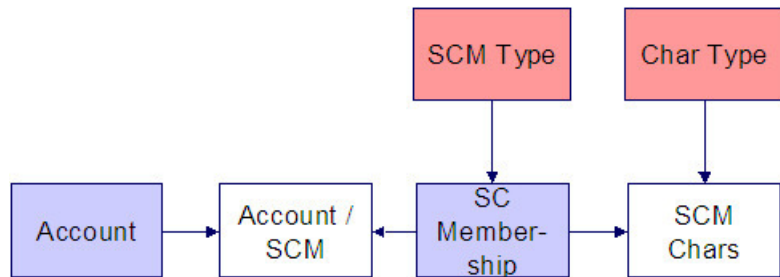 SCM Type
Char Type
Account
Account /
SCM
SC
Member-
ship
SCM
Chars